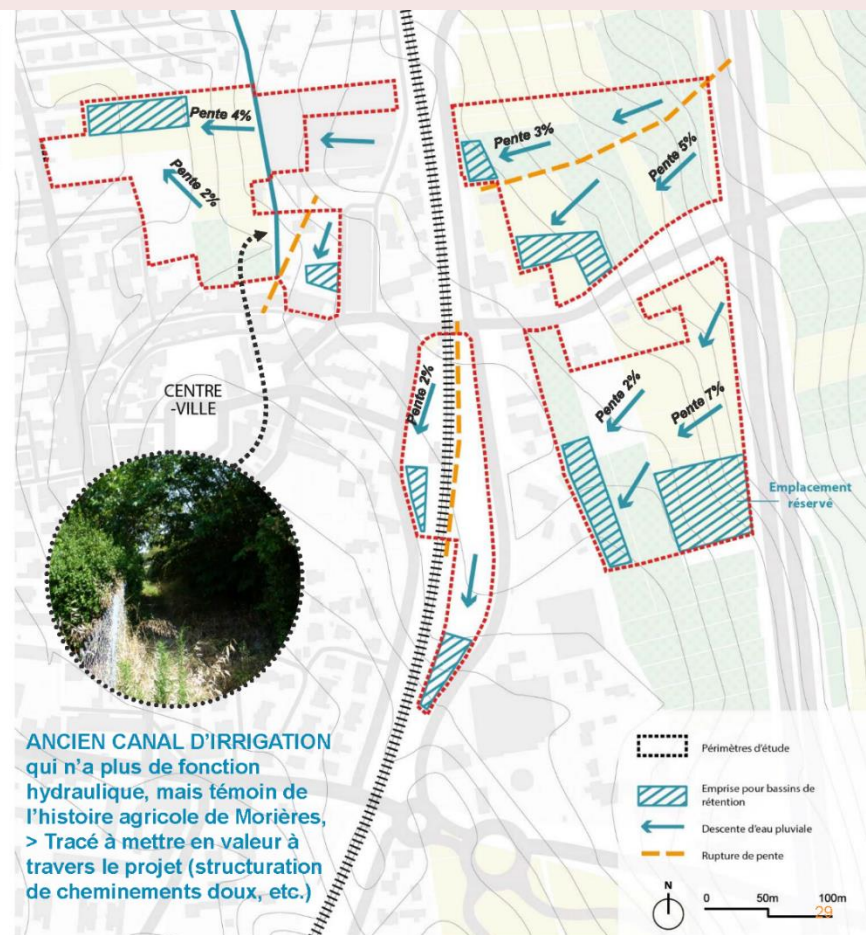 Pente 4%
Pente 2%
Pente 3%
Pente 5%
CENTRE
-VILLE
Pente 2%
Pente 2%
Pente 7%
Emplacement
réservé
ANCIEN CANAL D'IRRIGATION
qui n'a plus de fonction
hydraulique, mais témoin de
l'histoire agricole de Morières,
> Tracé à mettre en valeur à
travers le projet (structuration
de cheminements doux, etc.)
Périmètres d'étude
Emprise pour bassins de
rétention
Descente d'eau pluviale
Rupture de pente
N
0 50m 100m
29